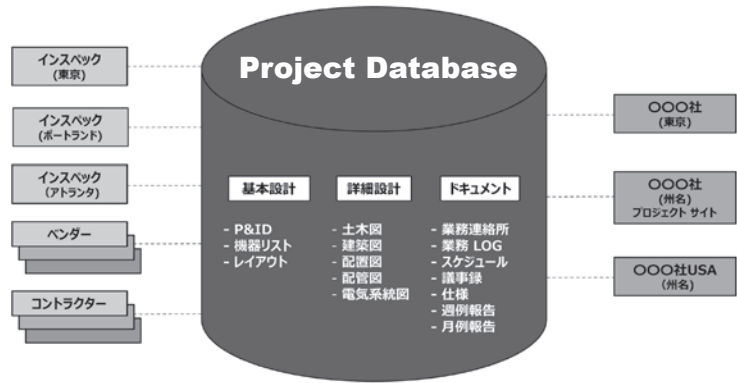 Project Database
インスペック
(東京)
インスペック
(ポートランド)
インスペック
(アトランタ)
ベンダー
コントラクター
基本設計
- P&ID
- 機器リスト
- レイアウト
詳細設計
- 土木図
- 建築図
- 配置図
- 配管図
- 電気系統図
ドキュメント
- 業務連絡所
- 業務 LOG
- スケジュール
- 議事録
- 仕様
- 週例報告
- 月例報告
〇〇〇社
(東京)
〇〇〇社
(州名)
プロジェクト サイト
〇〇〇社USA
(州名)